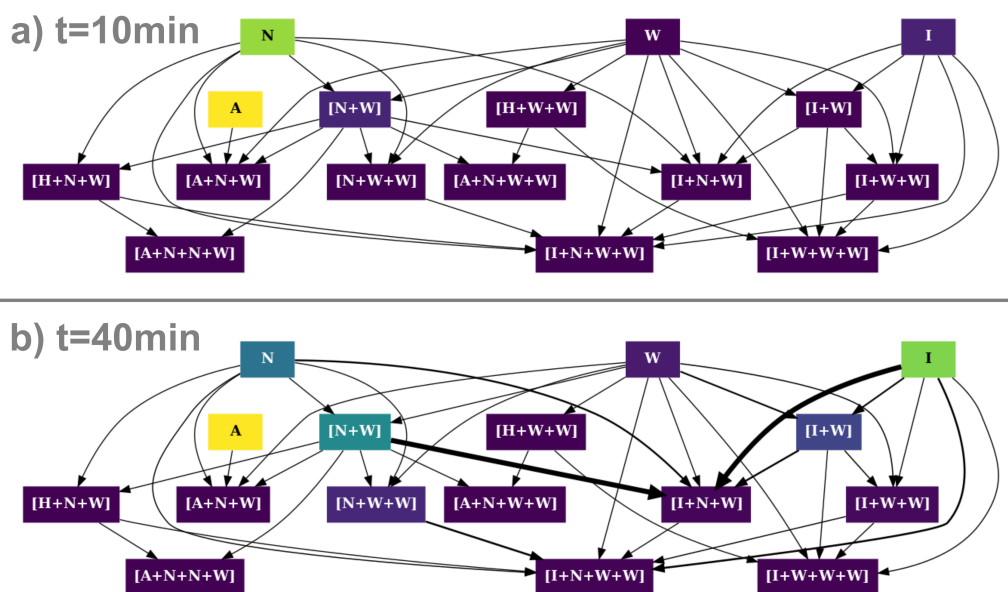 a) t=10min
N W I
A [N+W] [H+W+W] [I+W]
[H+N+W] [A+N+W] [N+W+W] [A+N+W+W] [I+N+W] [I+W+W]
[A+N+N+W] [I+N+W+W] [I+W+W+W]
b) t=40min
N W I
A [N+W] [H+W+W] [I+W]
[H+N+W] [A+N+W] [N+W+W] [A+N+W+W] [I+N+W] [I+W+W]
[A+N+N+W] [I+N+W+W] [I+W+W+W]